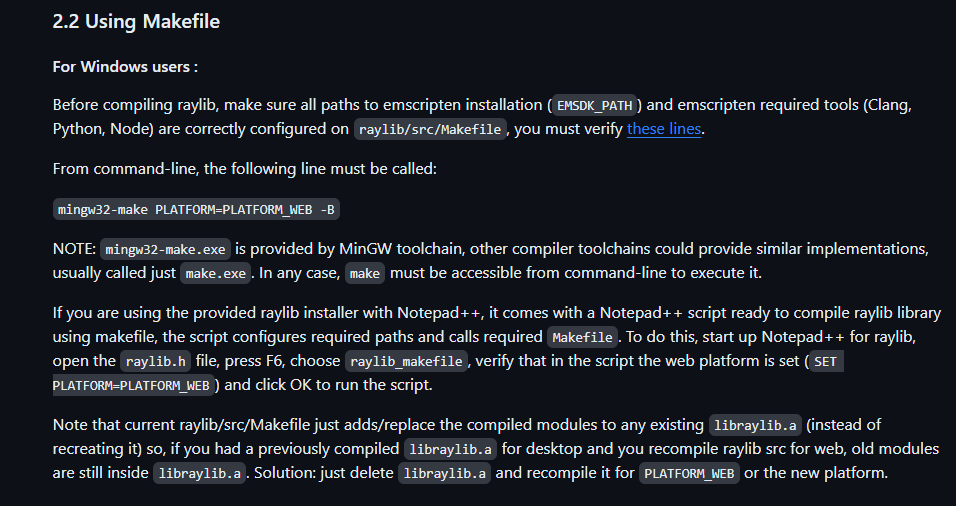 2.2 Using Makefile
For Windows users :
Before compiling raylib, make sure all paths to emscripten installation ( EMSDK_PATH ) and emscripten required tools (Clang,
Python, Node) are correctly configured on raylib/src/Makefile , you must verify these lines.
From command-line, the following line must be called:
mingw32-make PLATFORM=PLATFORM_WEB -B
NOTE: mingw32-make.exe is provided by MinGW toolchain, other compiler toolchains could provide similar implementations,
usually called just make.exe . In any case, make must be accessible from command-line to execute it.
If you are using the provided raylib installer with Notepad++, it comes with a Notepad++ script ready to compile raylib library
using makefile, the script configures required paths and calls required Makefile . To do this, start up Notepad++ for raylib,
open the raylib.h file, press F6, choose raylib_makefile , verify that in the script the web platform is set ( SET
PLATFORM=PLATFORM_WEB ) and click OK to run the script.
Note that current raylib/src/Makefile just adds/replace the compiled modules to any existing libraylib.a (instead of
recreating it) so, if you had a previously compiled libraylib.a for desktop and you recompile raylib src for web, old modules
are still inside libraylib.a . Solution: just delete libraylib.a and recompile it for PLATFORM_WEB or the new platform.